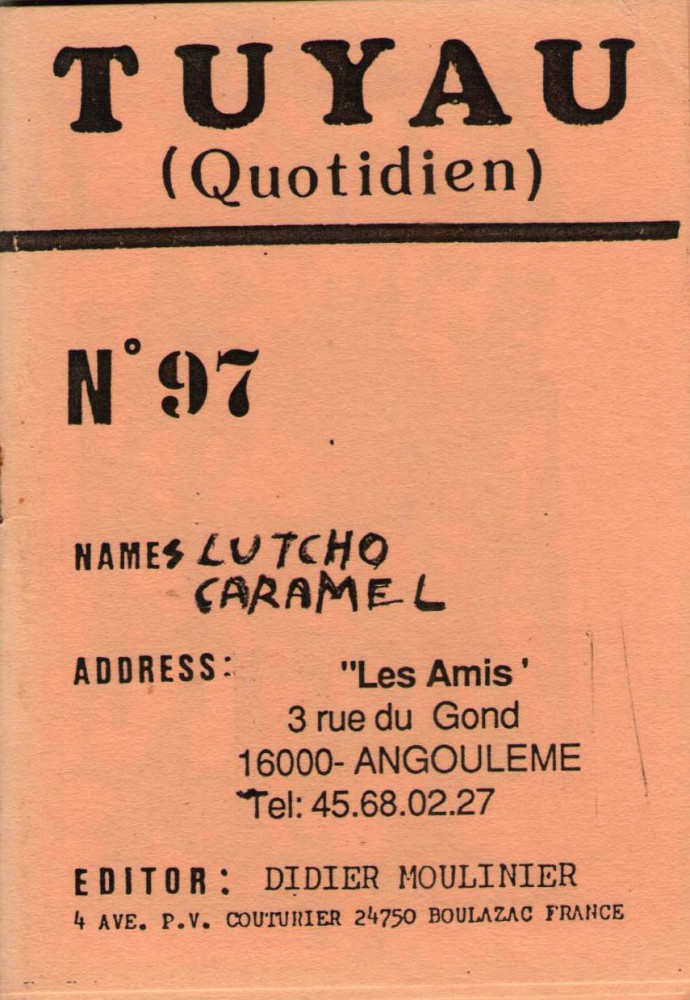 TUYAU
(Quotidien)
N° 97
NAMES LUTCHO
CARAMEL
ADDRESS: "Les Amis '
3 rue du Gond
16000- ANGOULEME
Tel: 45.68.02.27
EDITOR: DIDIER MOULINIER
4 AVE. P.V. COUTURIER 24750 BOULAZAC FRANCE